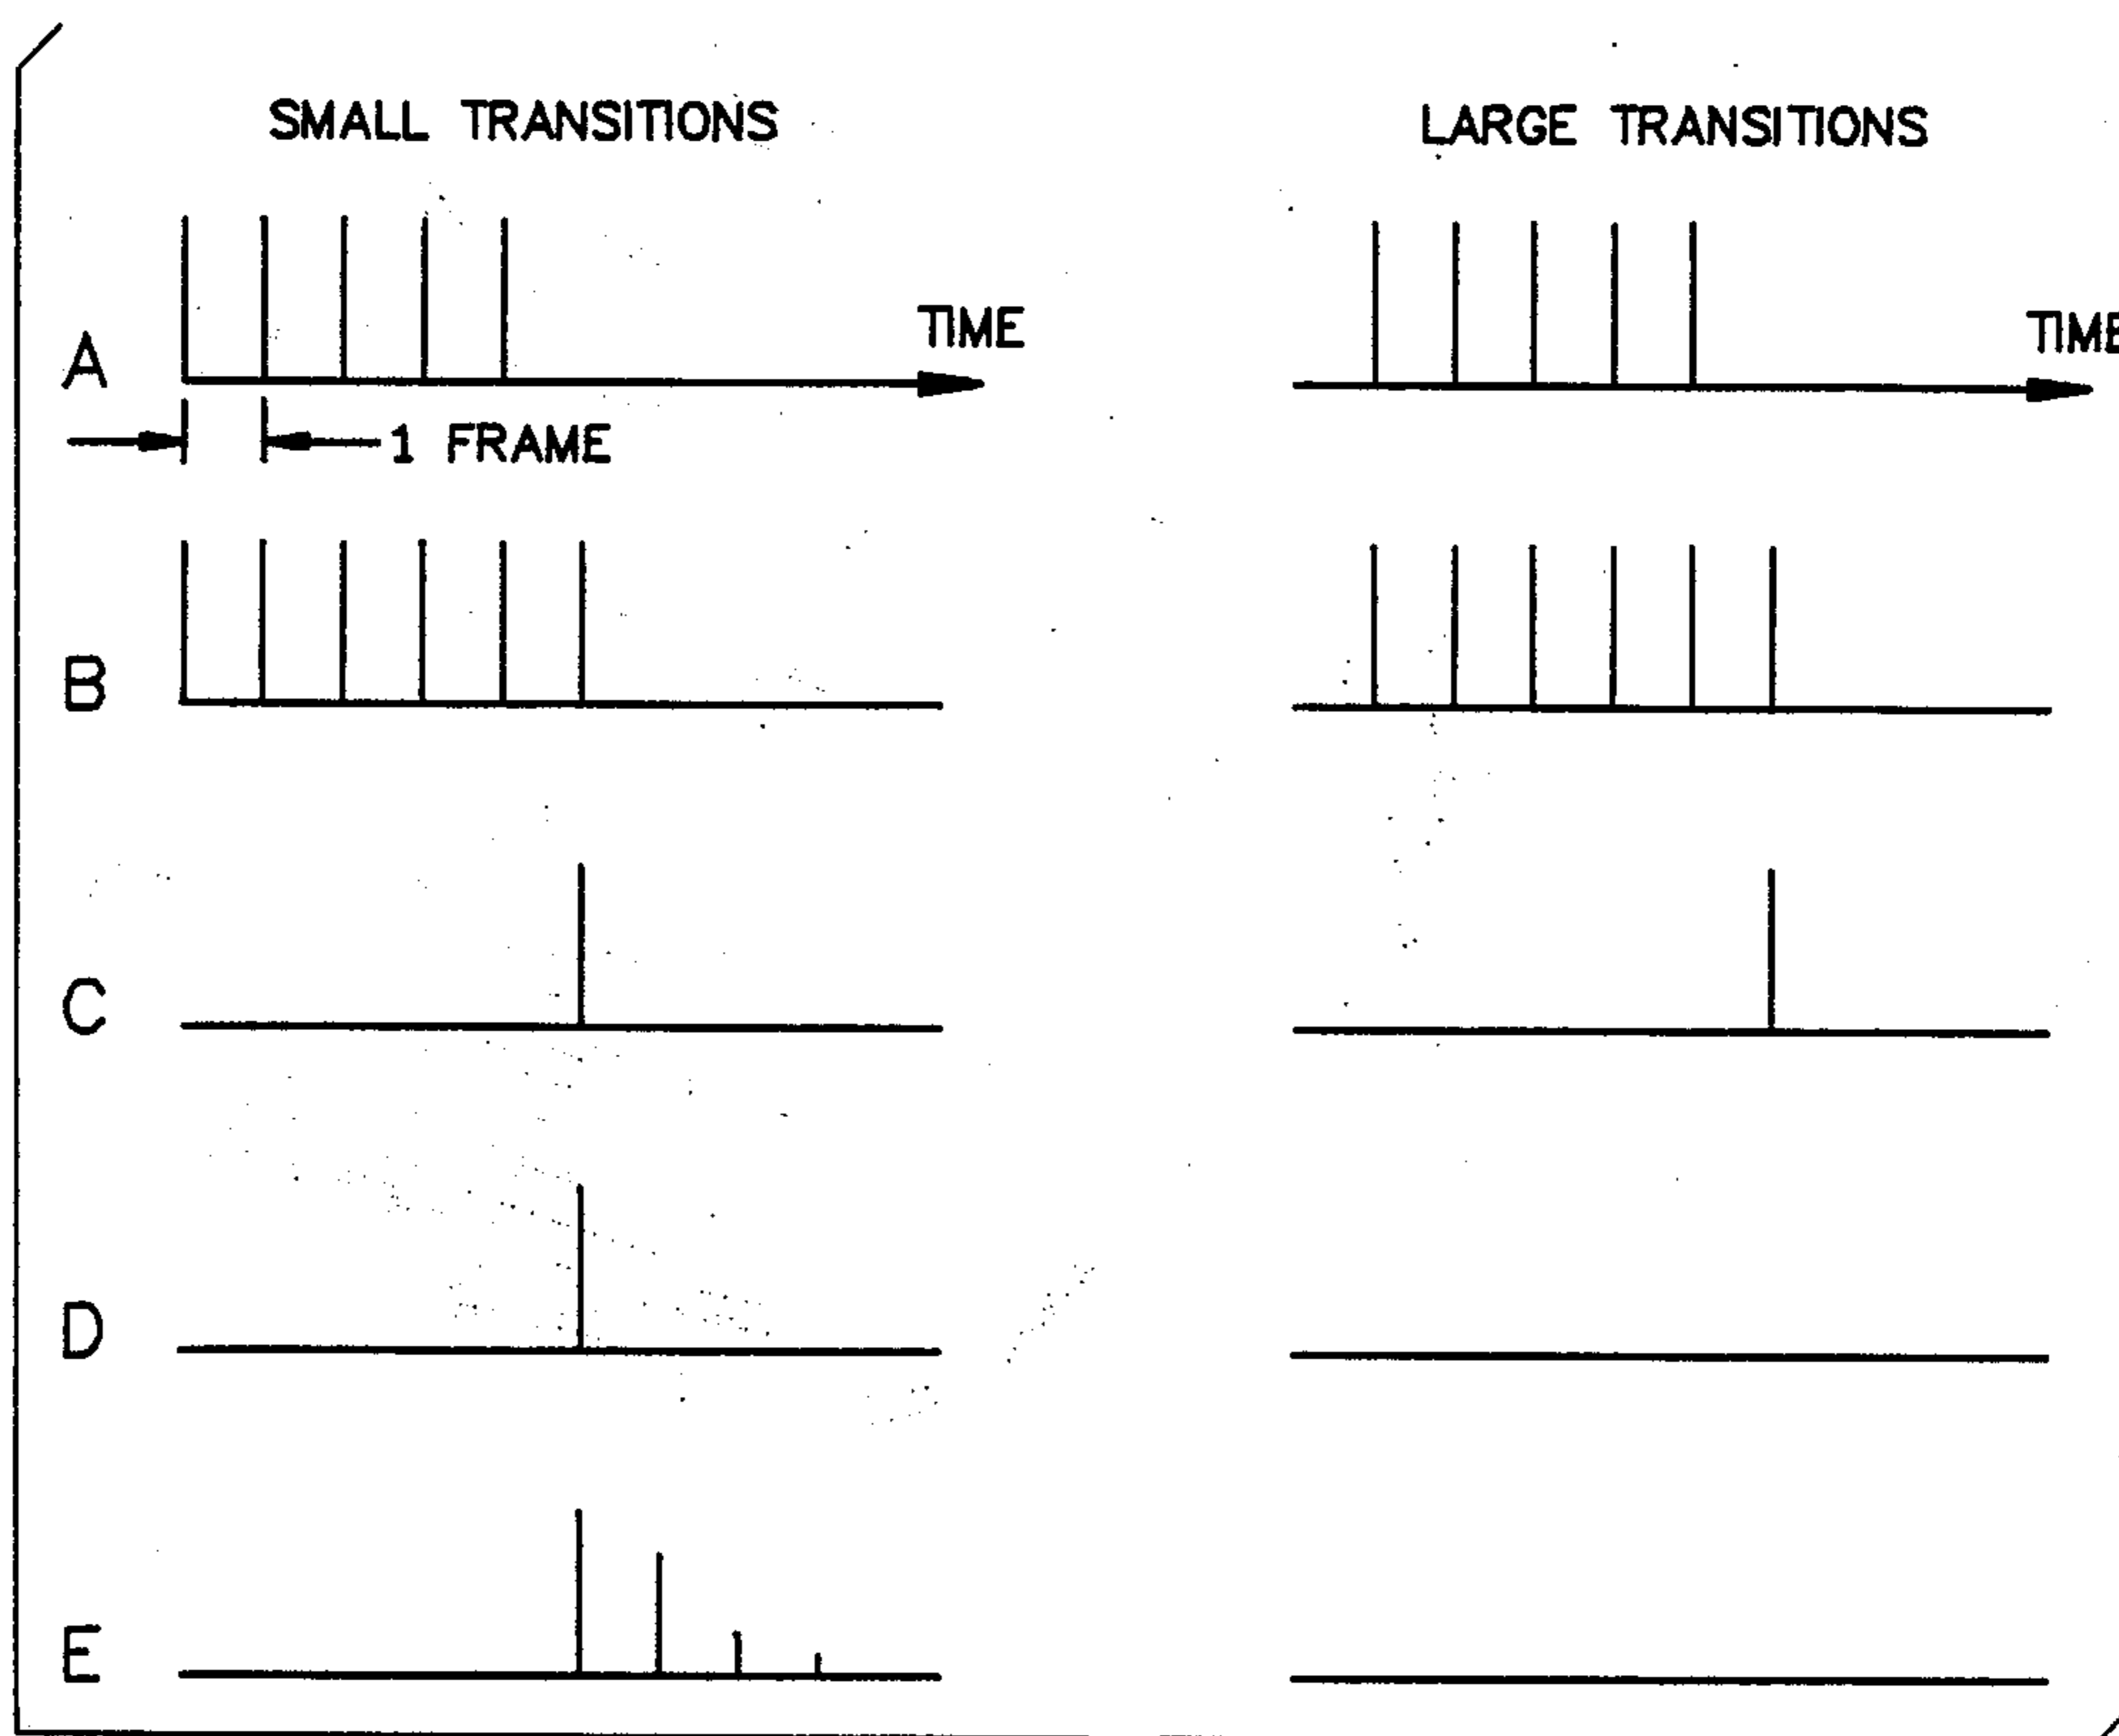 SMALL TRANSITIONS
LARGE TRANSITIONS
A
TIME
TIME
1 FRAME
B
C
D
E